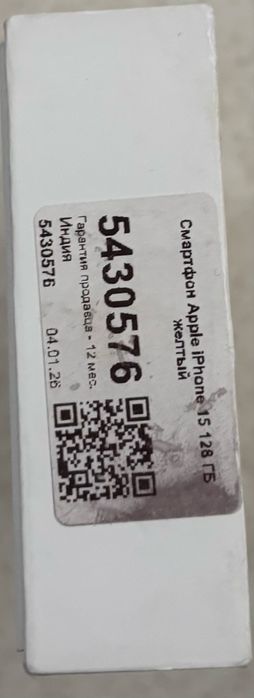 Смартфон Apple iPhone 15 128 ГБ
желтый
5430576
Гарантия продавца - 12 мес.
Индия
5430576 04.01.26